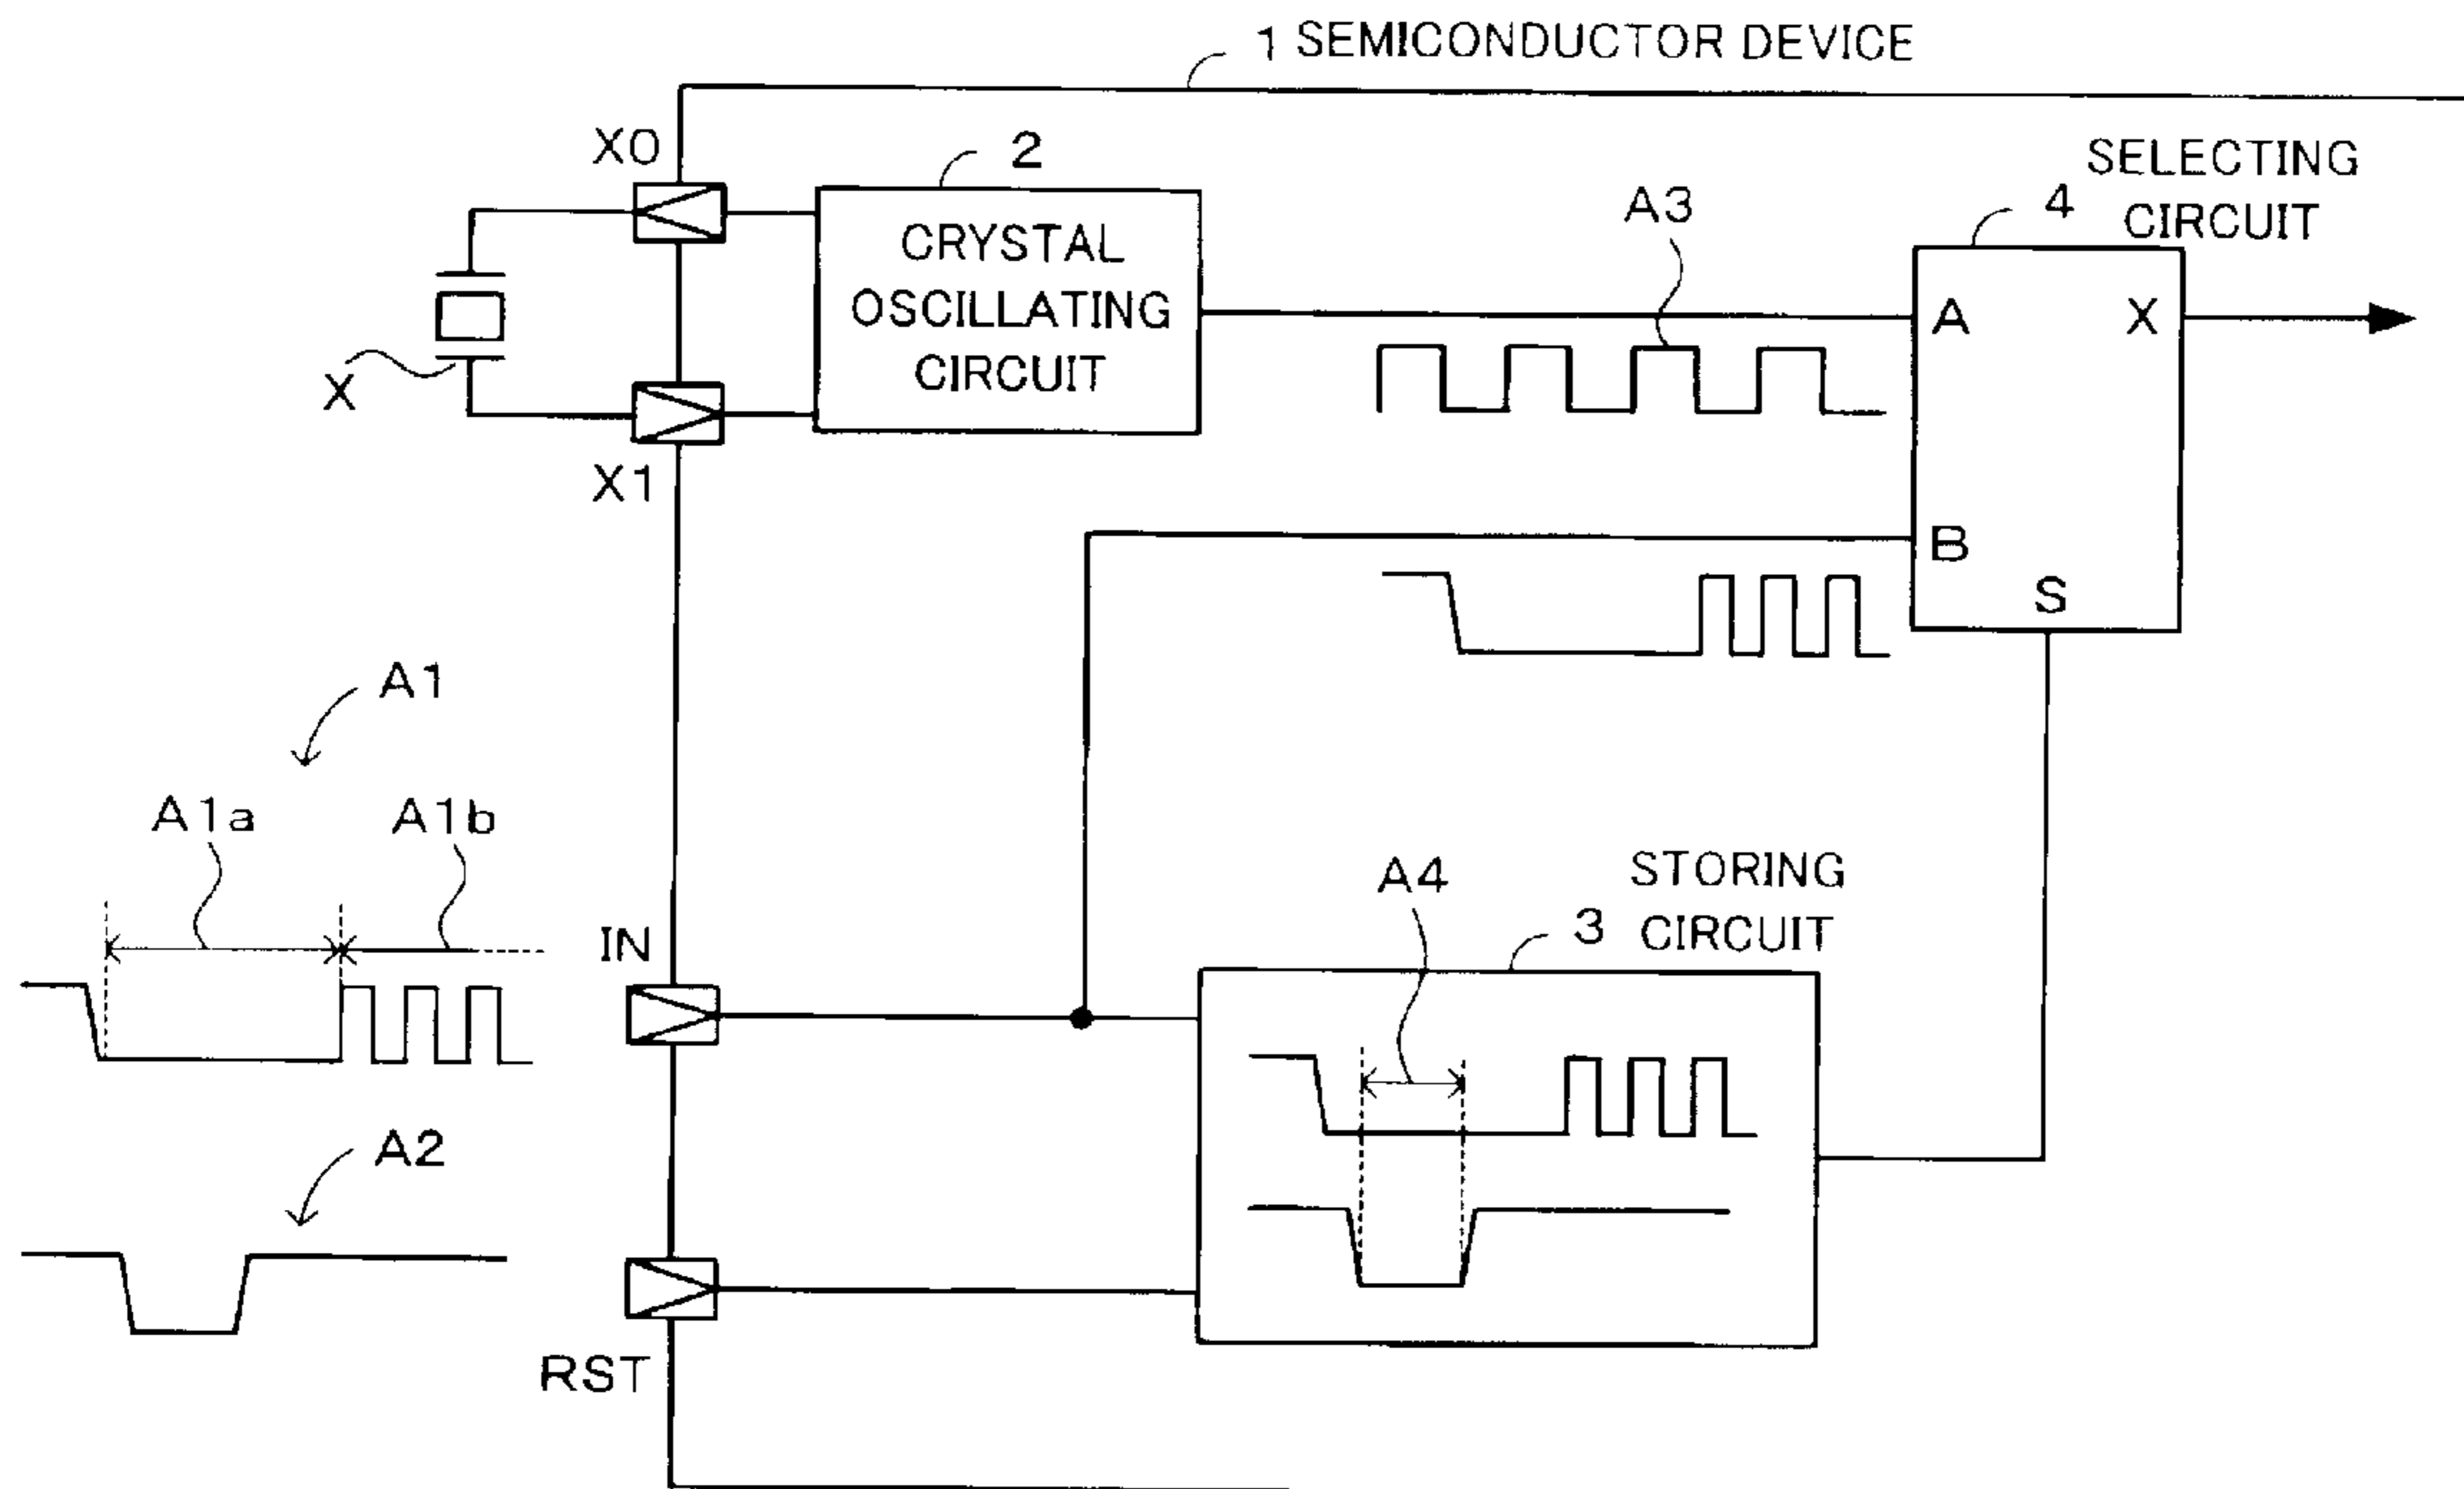 1 SEMICONDUCTOR DEVICE
X0
2
SELECTING
4 CIRCUIT
A3
CRYSTAL
OSCILLATING
CIRCUIT
A
X
X
X1
B
S
A1
A1a
A1b
A4
STORING
3 CIRCUIT
IN
A2
RST